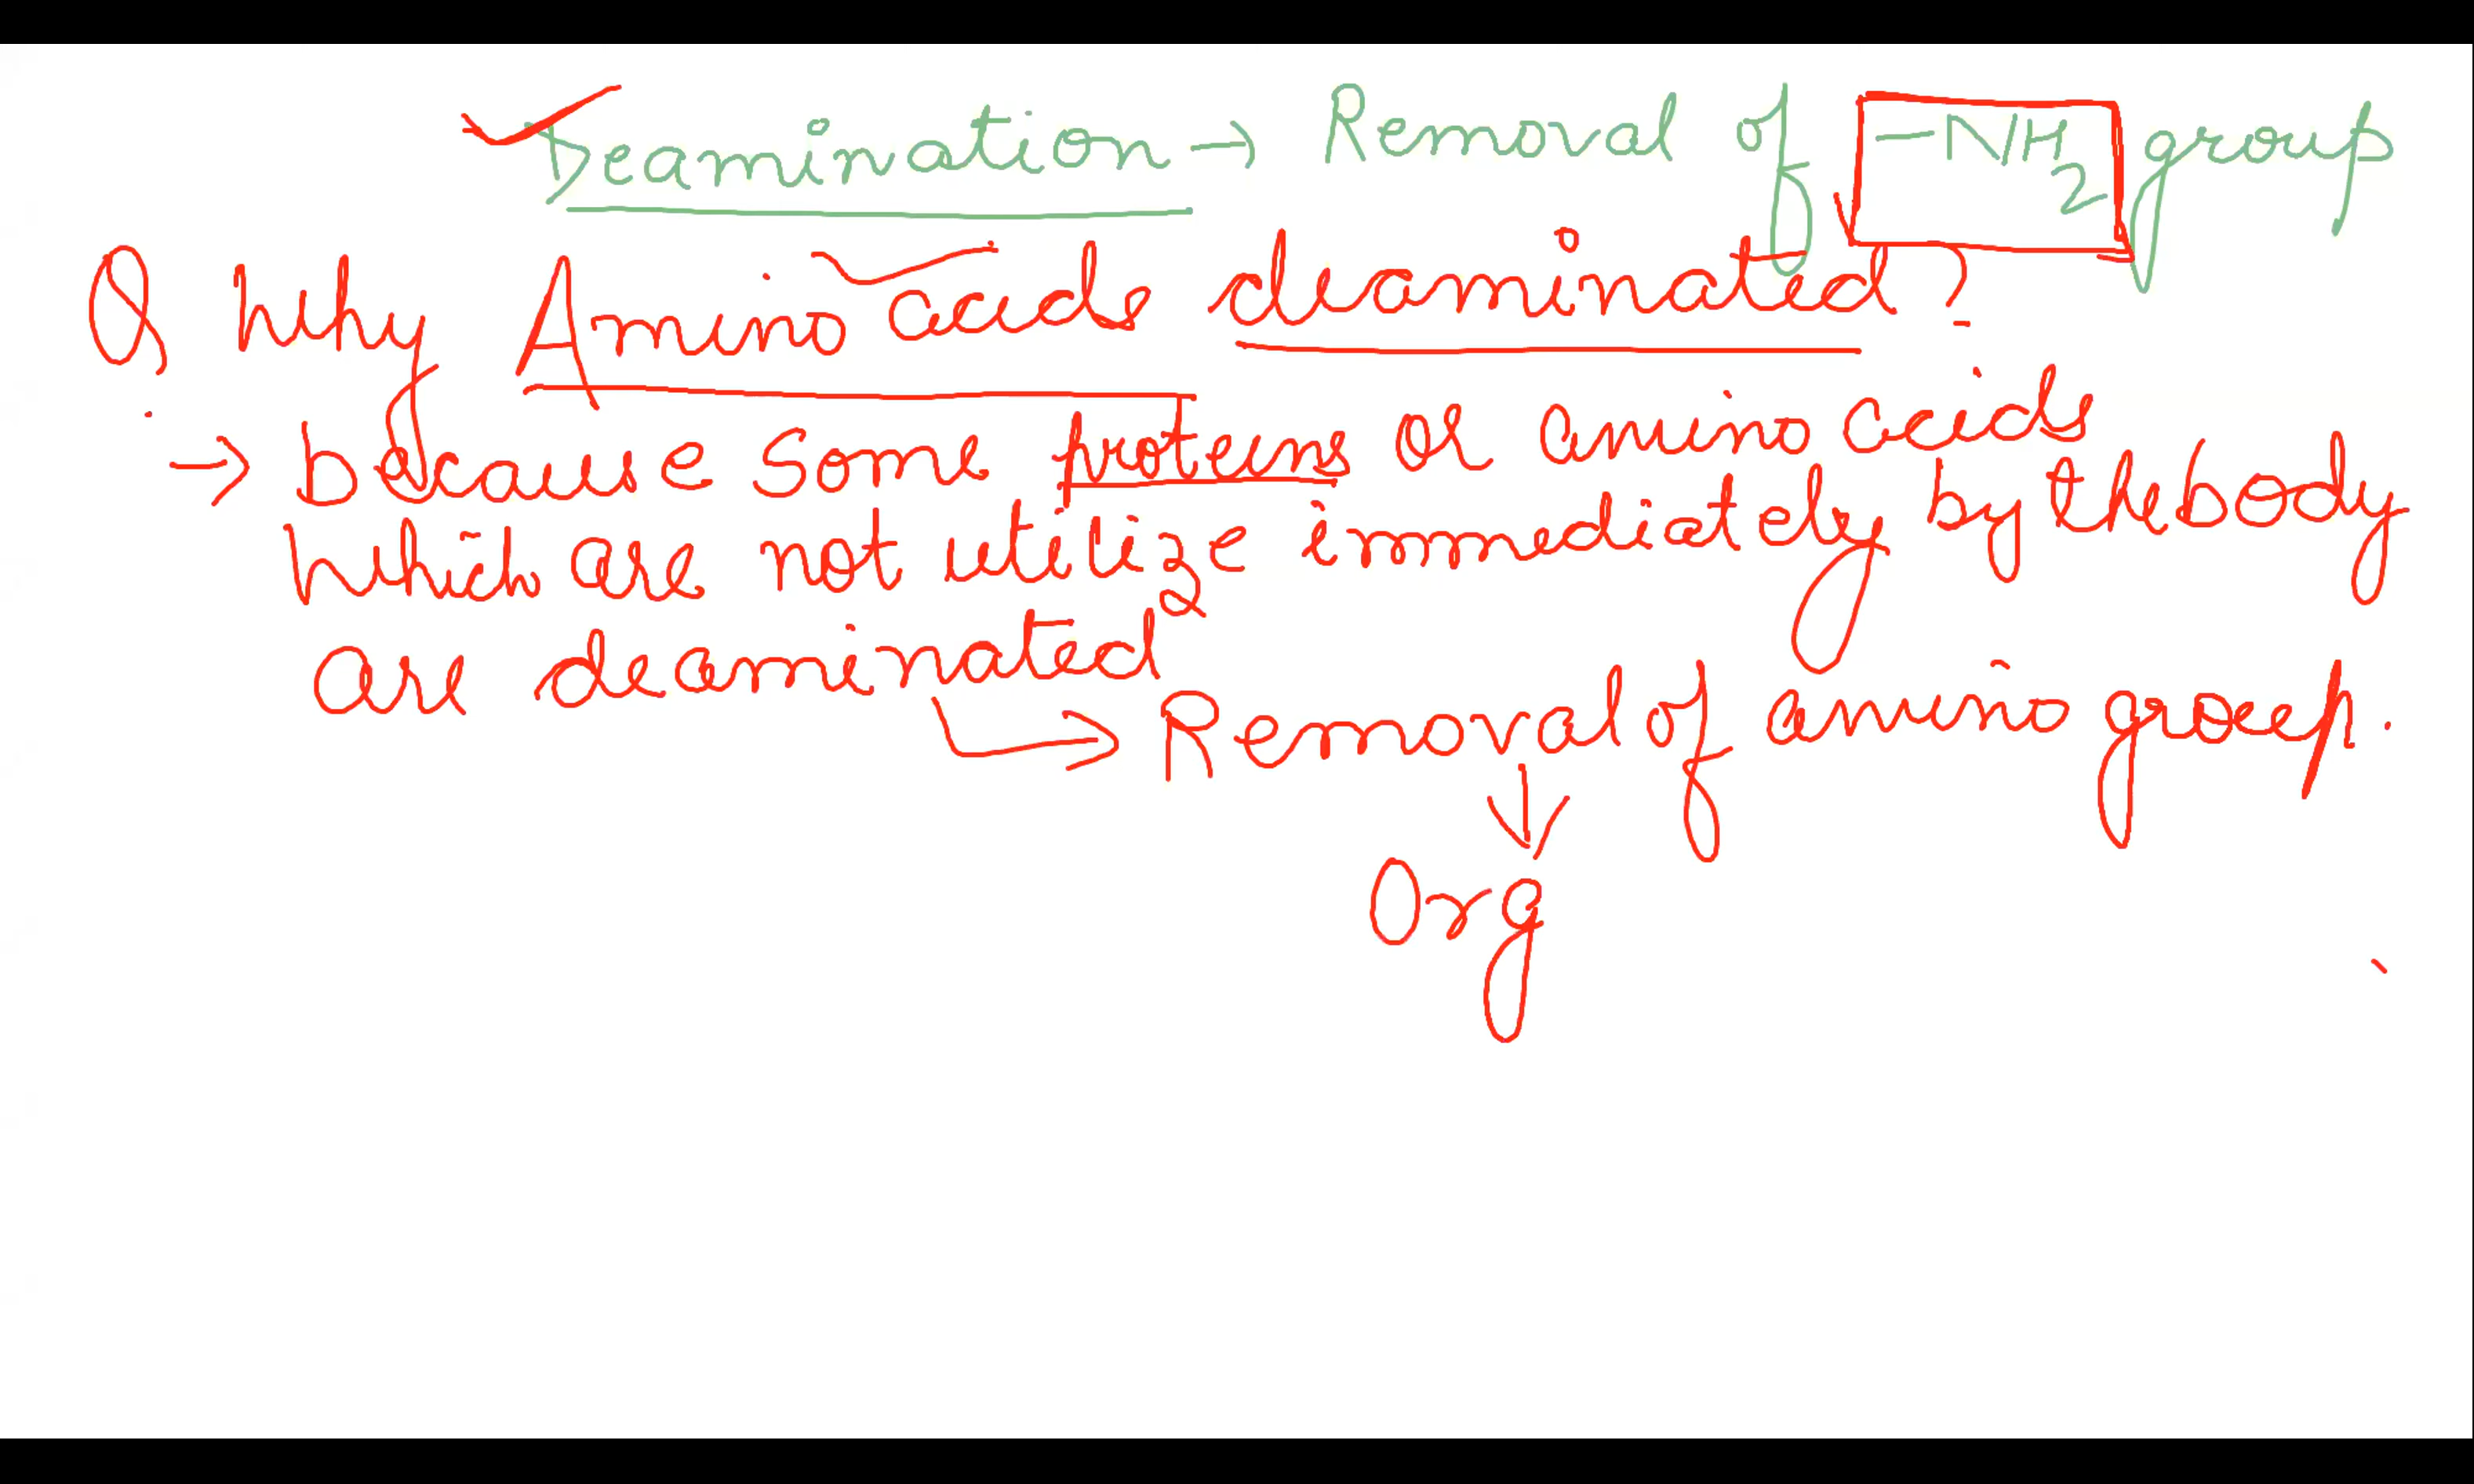 Deamination → Removal of -NH2 group
Q, Why Amino acids deaminated?
→ because some proteins or amino acids
which are not utilize immediately by the body
are deaminated
→ Removal of amino group.
↓
Org